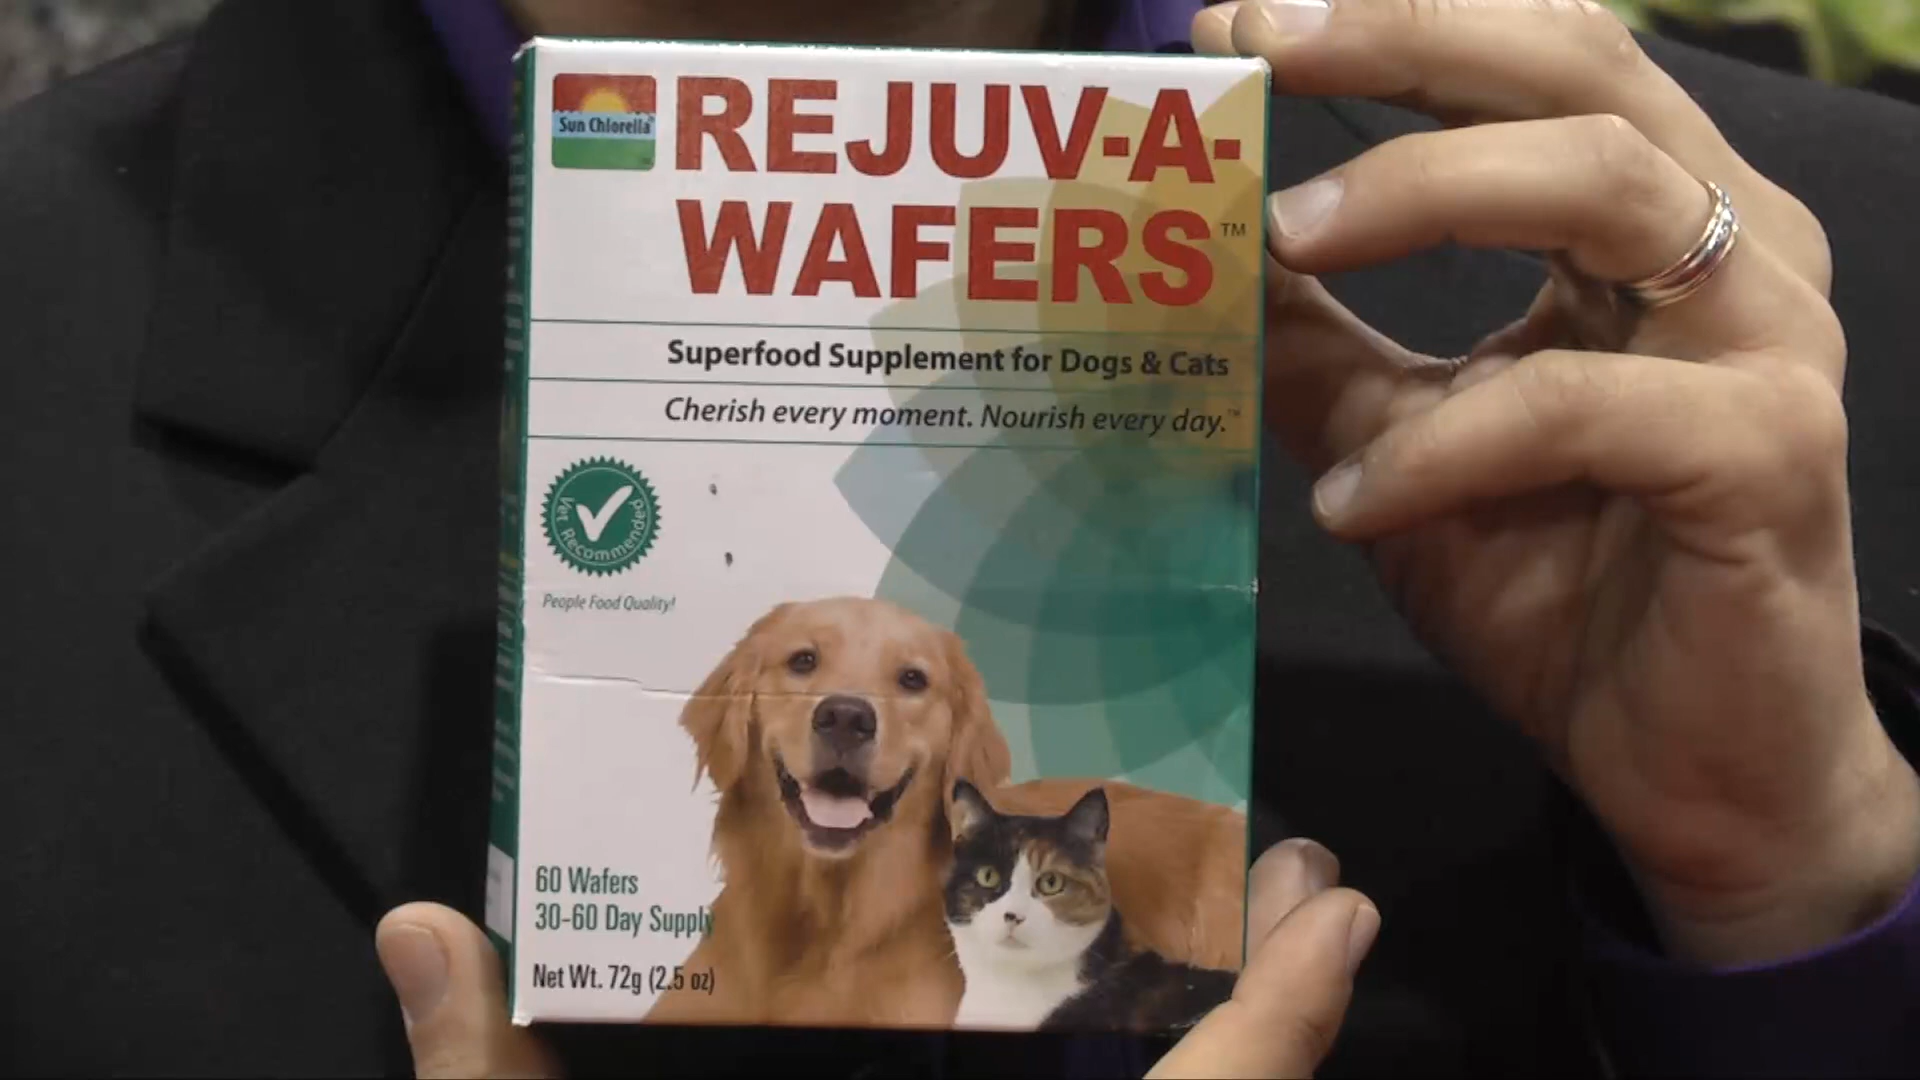 Sun Chlorella®
REJUV-A-
WAFERS™
Superfood Supplement for Dogs & Cats
Cherish every moment. Nourish every day.™
Vet Recommended
People Food Quality!
60 Wafers
30-60 Day Supply
Net Wt. 72g (2.5 oz)